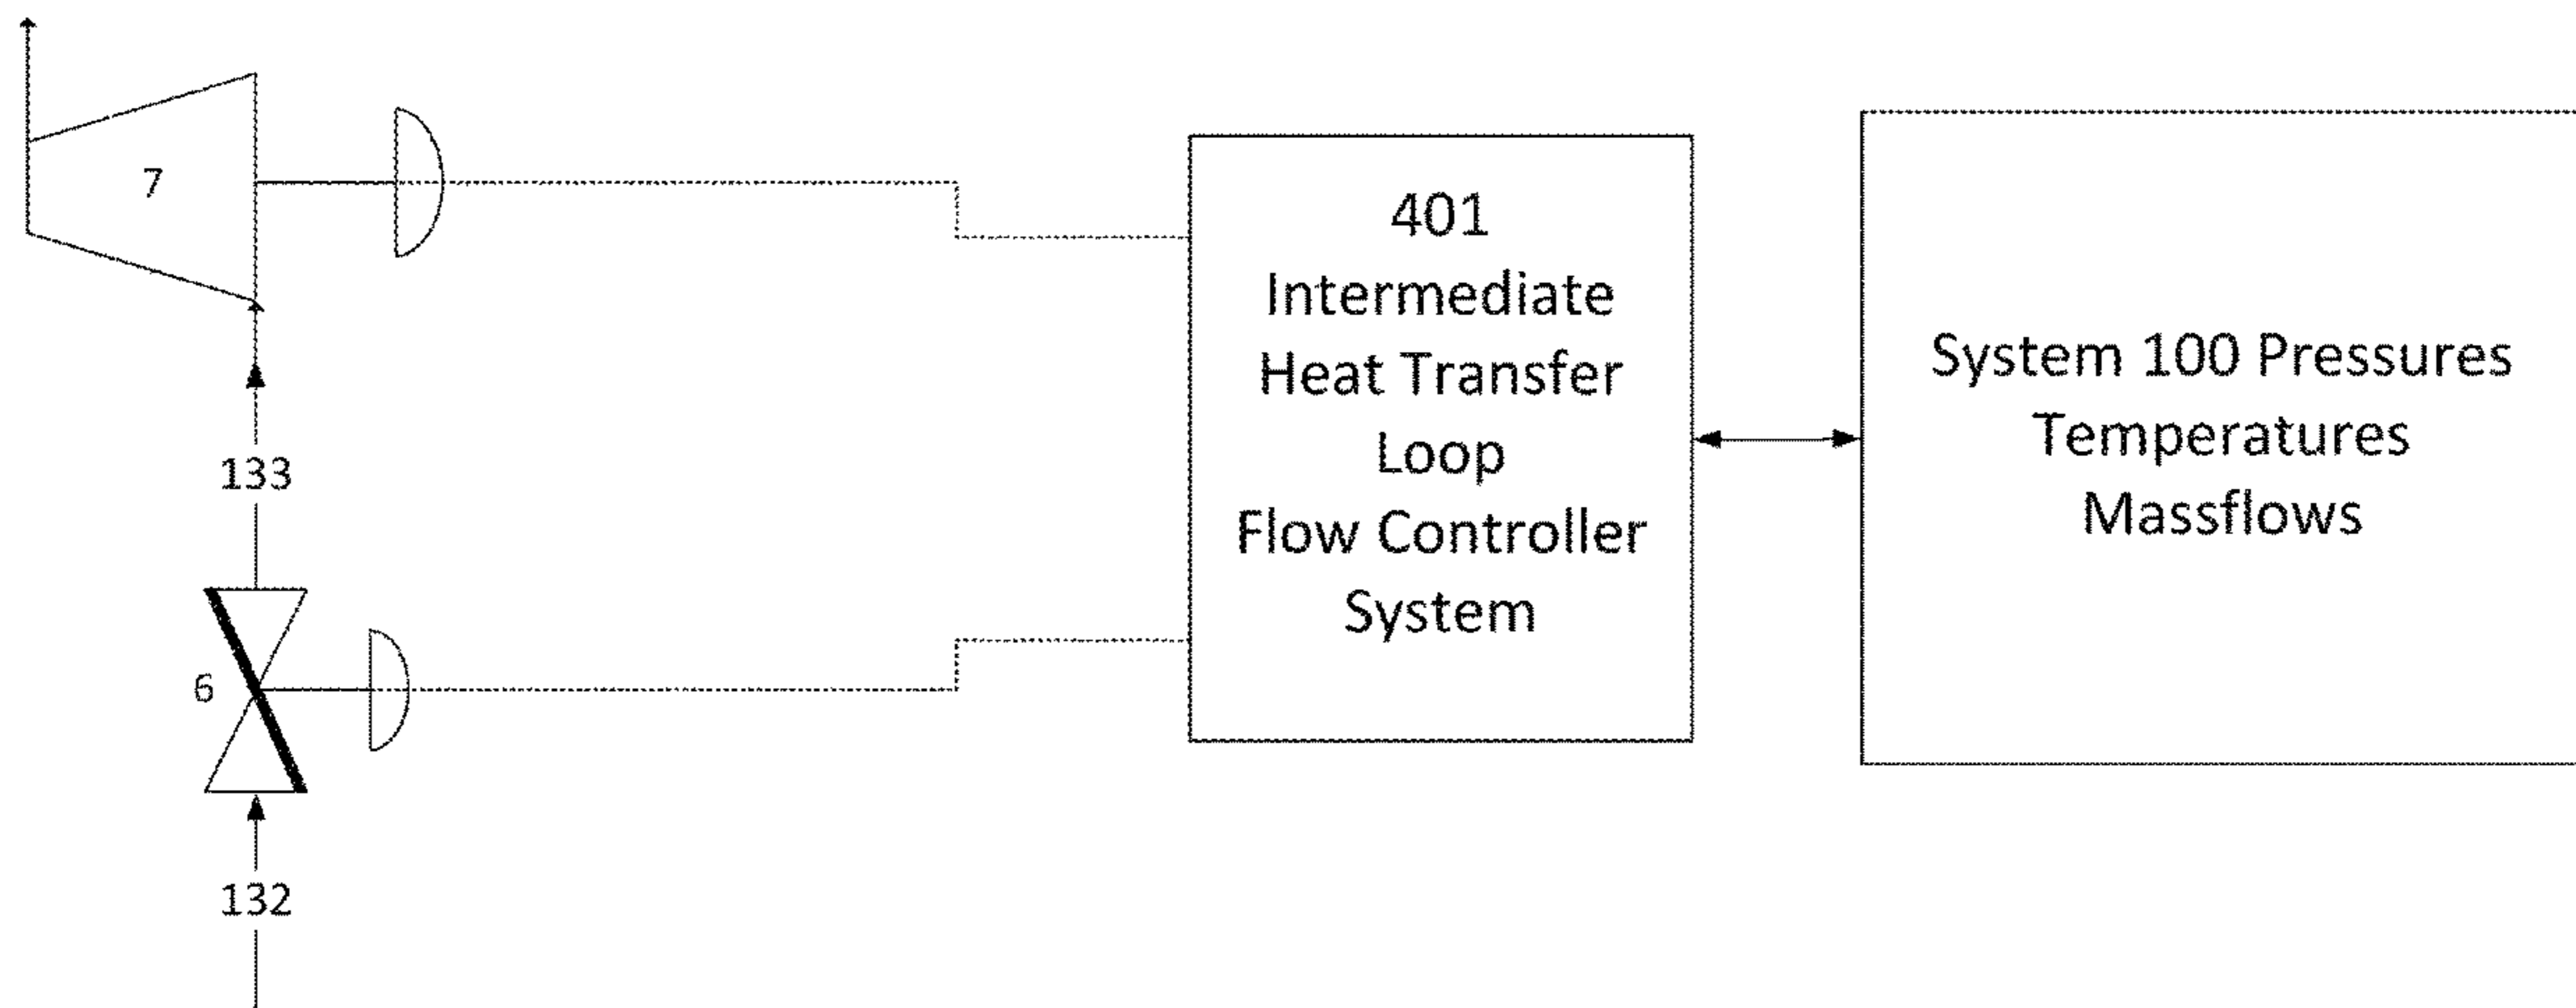 7
133
6
132
401
Intermediate
Heat Transfer
Loop
Flow Controller
System
System 100 Pressures
Temperatures
Massflows